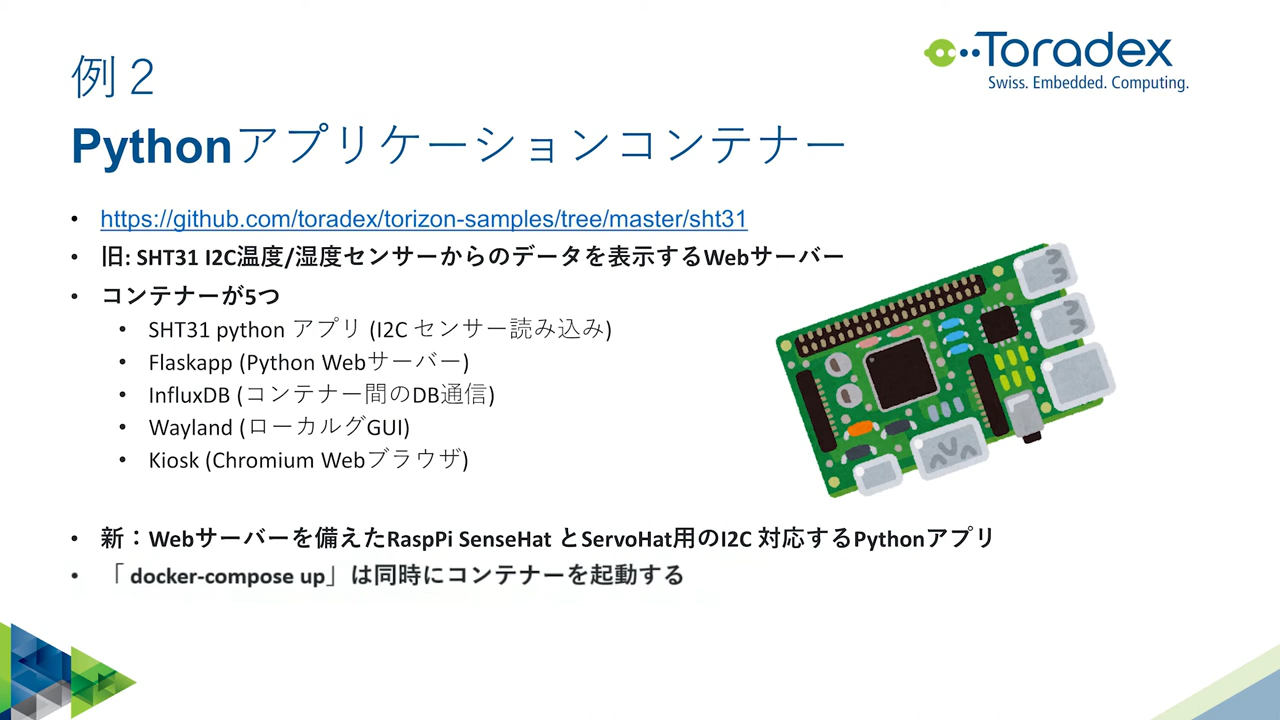 Toradex
Swiss. Embedded. Computing.
例２
Pythonアプリケーションコンテナー
• https://github.com/toradex/torizon-samples/tree/master/sht31
• 旧: SHT31 I2C温度/湿度センサーからのデータを表示するWebサーバー
• コンテナーが5つ
• SHT31 python アプリ (I2C センサー読み込み)
• Flaskapp (Python Webサーバー)
• InfluxDB (コンテナー間のDB通信)
• Wayland (ローカルグGUI)
• Kiosk (Chromium Webブラウザ)
• 新：Webサーバーを備えたRaspPi SenseHat とServoHat用のI2C 対応するPythonアプリ
• 「 docker-compose up」は同時にコンテナーを起動する